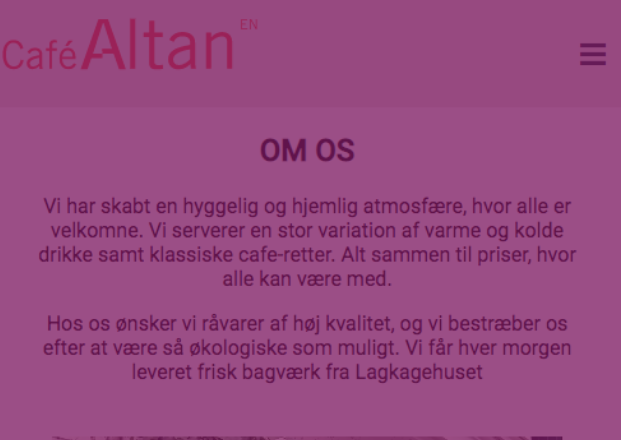 Café AltanEN
OM OS
Vi har skabt en hyggelig og hjemlig atmosfære, hvor alle er
velkomne. Vi serverer en stor variation af varme og kolde
drikke samt klassiske cafe-retter. Alt sammen til priser, hvor
alle kan være med.
Hos os ønsker vi råvarer af høj kvalitet, og vi bestræber os
efter at være så økologiske som muligt. Vi får hver morgen
leveret frisk bagværk fra Lagkagehuset